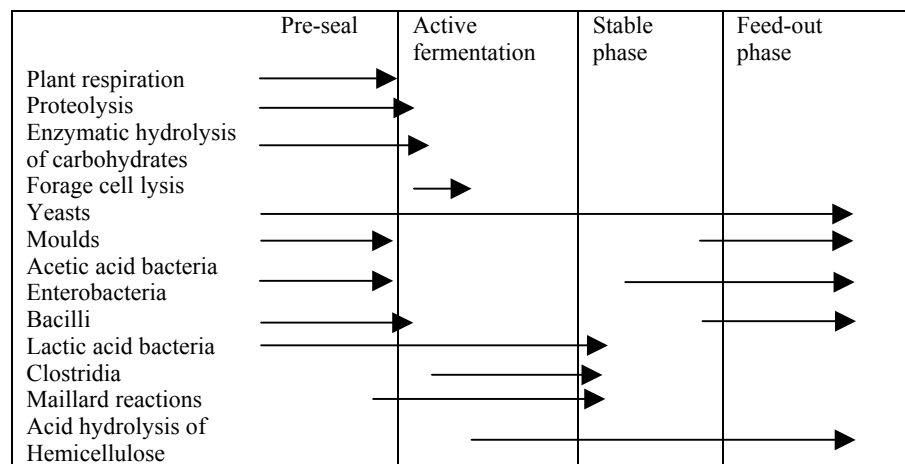 Pre-seal Active Stable Feed-out
fermentation phase phase
Plant respiration
Proteolysis
Enzymatic hydrolysis
of carbohydrates
Forage cell lysis
Yeasts
Moulds
Acetic acid bacteria
Enterobacteria
Bacilli
Lactic acid bacteria
Clostridia
Maillard reactions
Acid hydrolysis of
Hemicellulose